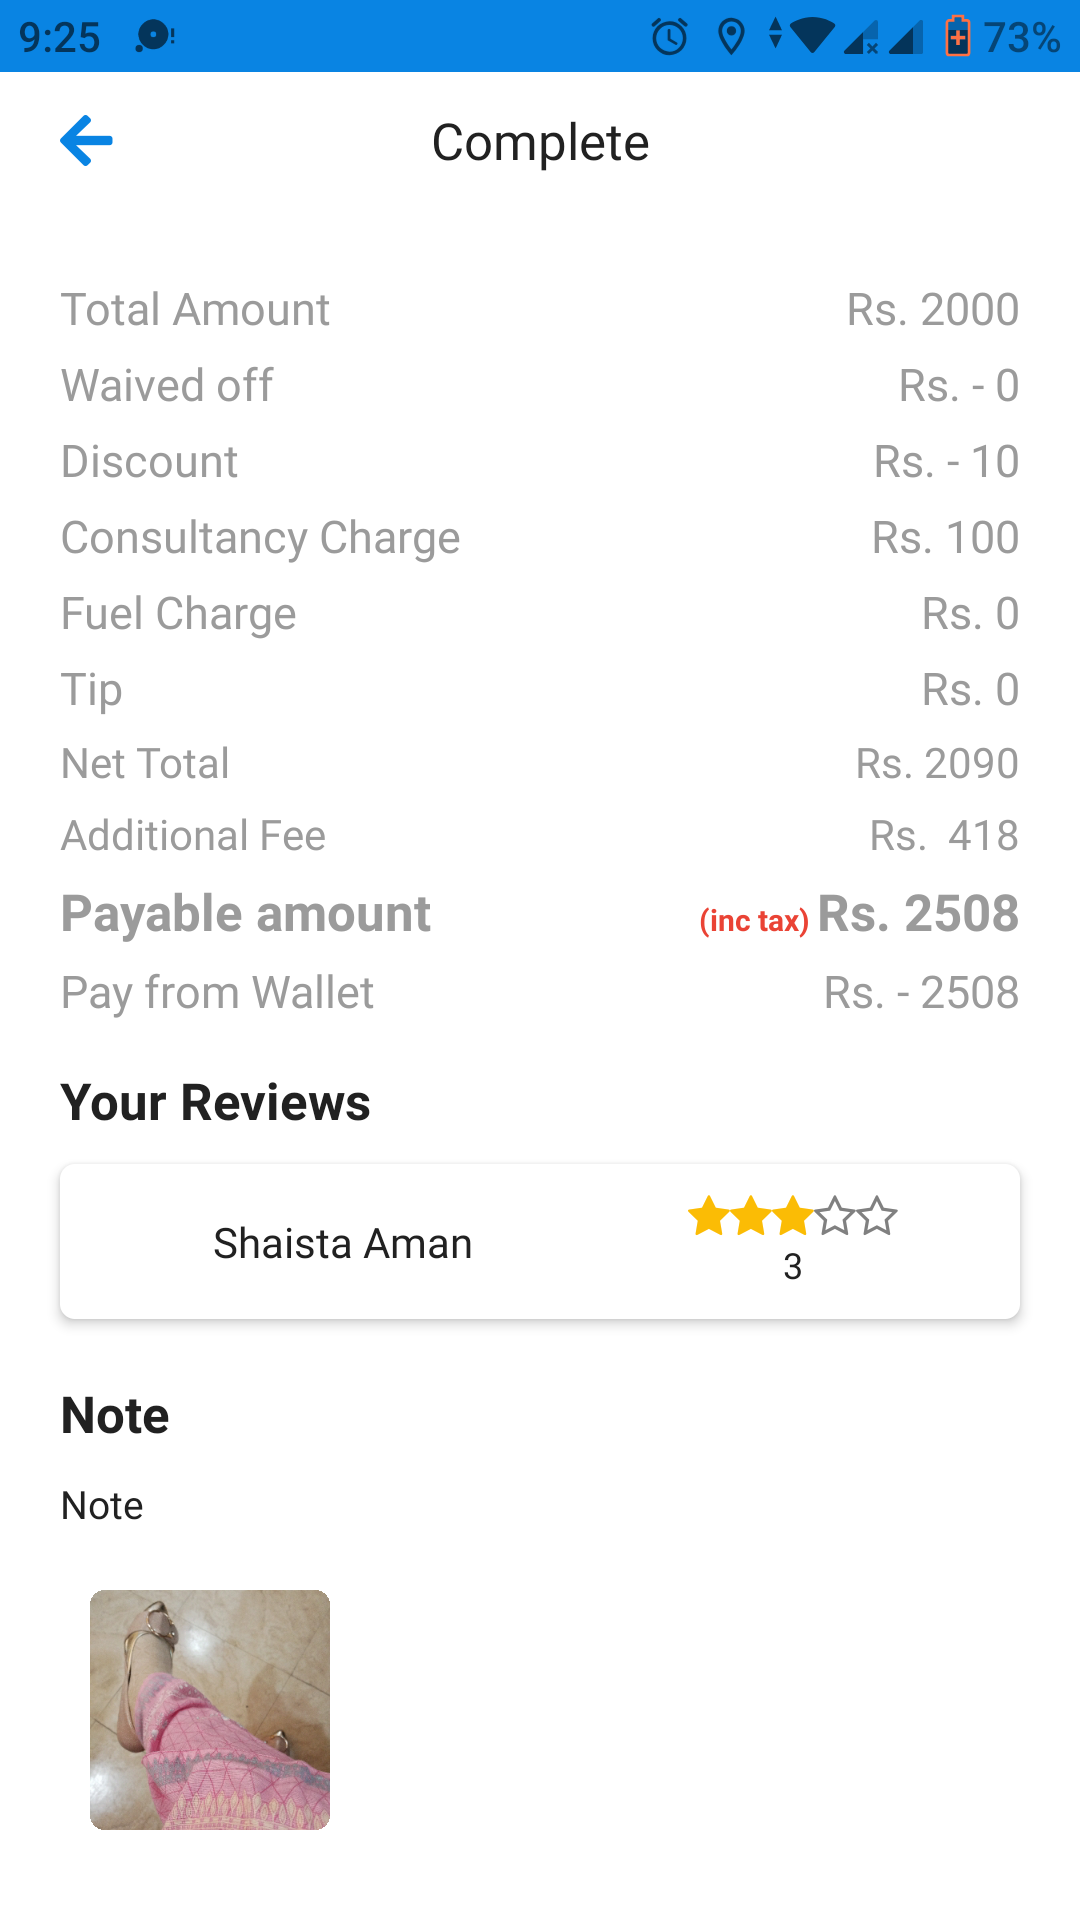 9:25
73%
Complete
Total Amount Rs. 2000
Waived off Rs. - 0
Discount Rs. - 10
Consultancy Charge Rs. 100
Fuel Charge Rs. 0
Tip Rs. 0
Net Total Rs. 2090
Additional Fee Rs. 418
Payable amount (inc tax) Rs. 2508
Pay from Wallet Rs. - 2508
Your Reviews
Shaista Aman
3
Note
Note